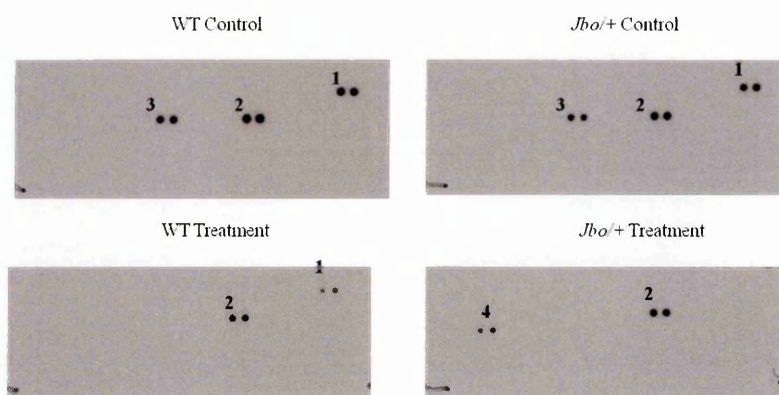 WT Control
Jbo/+ Control
1
3 2
1
3 2
WT Treatment
Jbo/+ Treatment
1
2
2
4